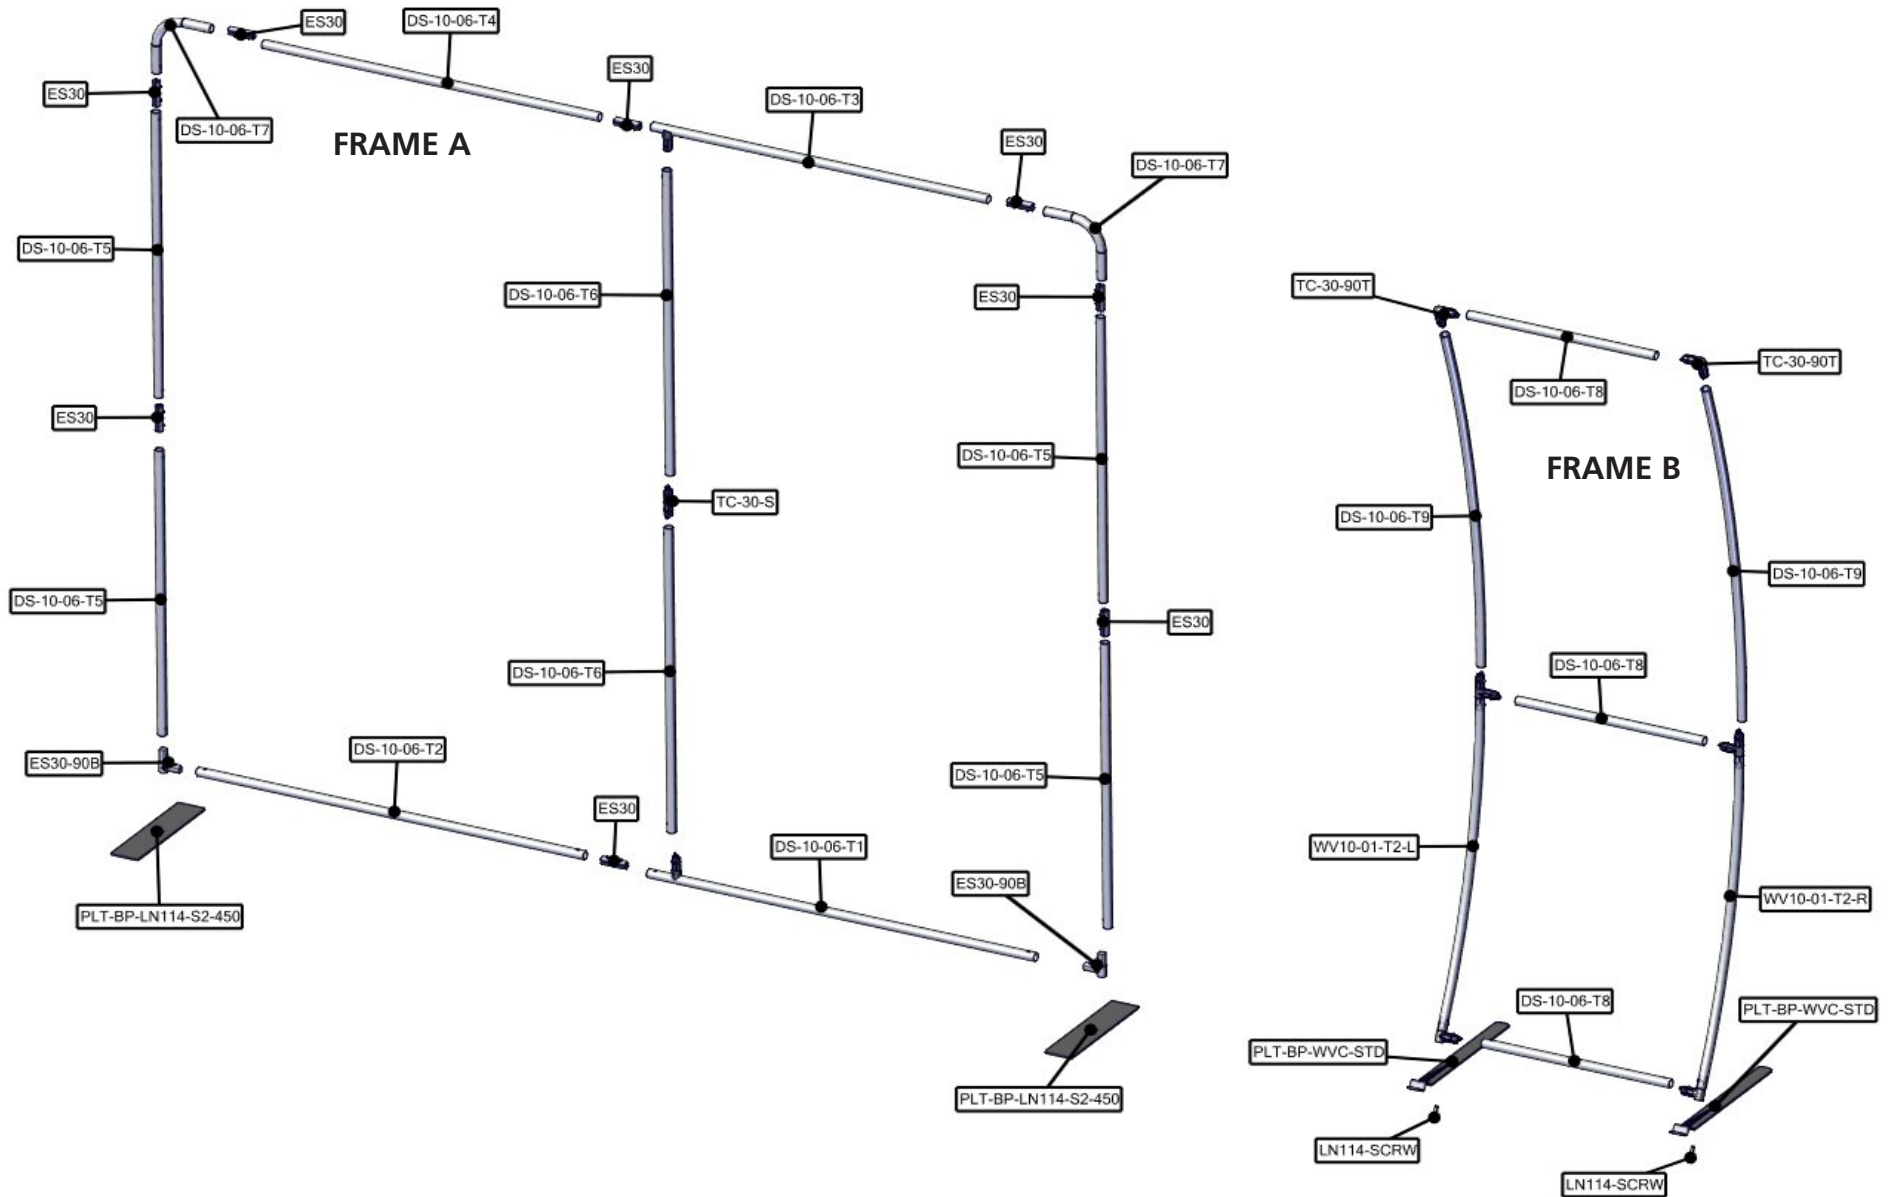 ES30
DS-10-06-T4
ES30
ES30
DS-10-06-T3
DS-10-06-T7
FRAME A
ES30
DS-10-06-T7
DS-10-06-T5
DS-10-06-T6
ES30
TC-30-90T
TC-30-90T
DS-10-06-T8
ES30
DS-10-06-T5
FRAME B
TC-30-S
DS-10-06-T9
DS-10-06-T9
DS-10-06-T5
ES30
DS-10-06-T6
DS-10-06-T8
ES30-90B
DS-10-06-T2
DS-10-06-T5
ES30
DS-10-06-T1
WV10-01-T2-L
ES30-90B
WV10-01-T2-R
PLT-BP-LN114-S2-450
DS-10-06-T8
PLT-BP-WVC-STD
PLT-BP-WVC-STD
PLT-BP-LN114-S2-450
LN114-SCRW
LN114-SCRW